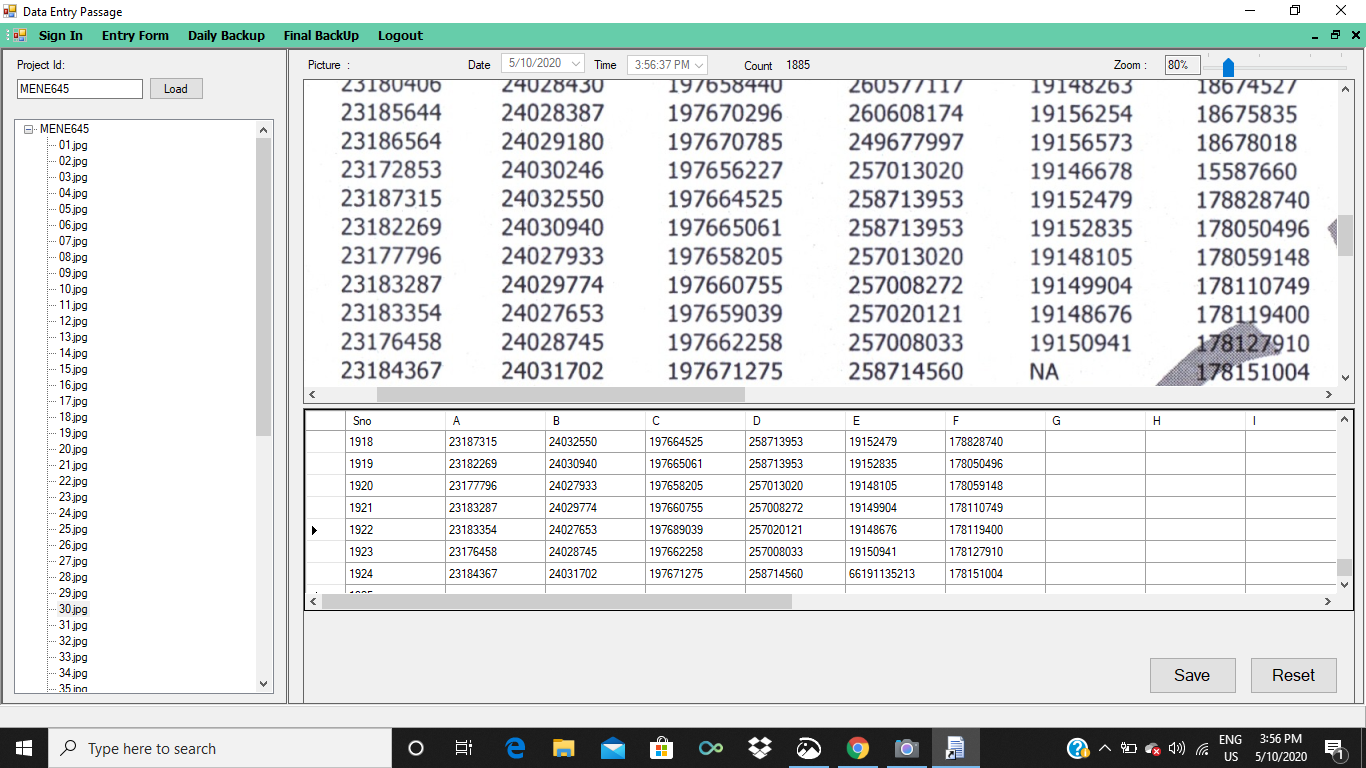 Data Entry Passage
Sign In Entry Form Daily Backup Final BackUp Logout
Project Id:
MENE645 Load
MENE645
01.jpg
02.jpg
03.jpg
04.jpg
05.jpg
06.jpg
07.jpg
08.jpg
09.jpg
10.jpg
11.jpg
12.jpg
13.jpg
14.jpg
15.jpg
16.jpg
17.jpg
18.jpg
19.jpg
20.jpg
21.jpg
22.jpg
23.jpg
24.jpg
25.jpg
26.jpg
27.jpg
28.jpg
29.jpg
30.jpg
31.jpg
32.jpg
33.jpg
34.jpg
35.jpg
Picture : Date 5/10/2020 Time 3:56:37 PM Count 1885 Zoom : 80%
23180406 24028430 197658440 260577117 19148263 18674527
23185644 24028387 197670296 260608174 19156254 18675835
23186564 24029180 197670785 249677997 19156573 18678018
23172853 24030246 197656227 257013020 19146678 15587660
23187315 24032550 197664525 258713953 19152479 178828740
23182269 24030940 197665061 258713953 19152835 178050496
23177796 24027933 197658205 257013020 19148105 178059148
23183287 24029774 197660755 257008272 19149904 178110749
23183354 24027653 197659039 257020121 19148676 178119400
23176458 24028745 197662258 257008033 19150941 178127910
23184367 24031702 197671275 258714560 NA 178151004
Sno A B C D E F G H I
1918 23187315 24032550 197664525 258713953 19152479 178828740
1919 23182269 24030940 197665061 258713953 19152835 178050496
1920 23177796 24027933 197658205 257013020 19148105 178059148
1921 23183287 24029774 197660755 257008272 19149904 178110749
1922 23183354 24027653 197689039 257020121 19148676 178119400
1923 23176458 24028745 197662258 257008033 19150941 178127910
1924 23184367 24031702 197671275 258714560 66191135213 178151004
Save Reset
Type here to search
ENG
US
3:56 PM
5/10/2020
1